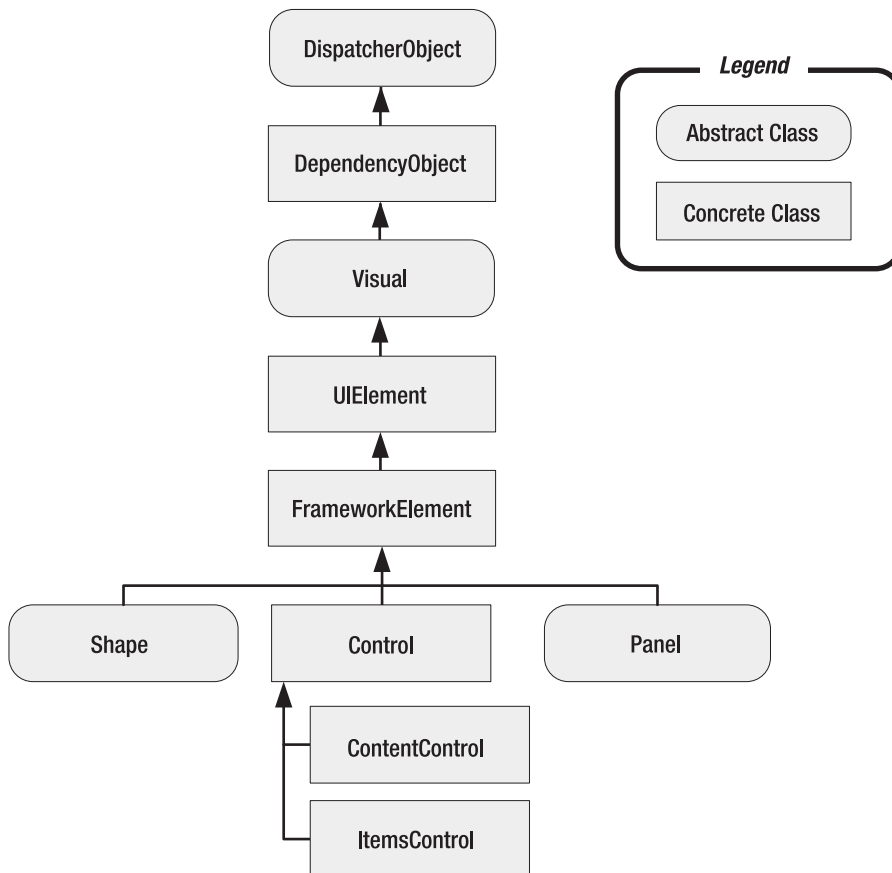 DispatcherObject
Legend
Abstract Class
DependencyObject
Concrete Class
Visual
UIElement
FrameworkElement
Shape
Control
Panel
ContentControl
ItemsControl